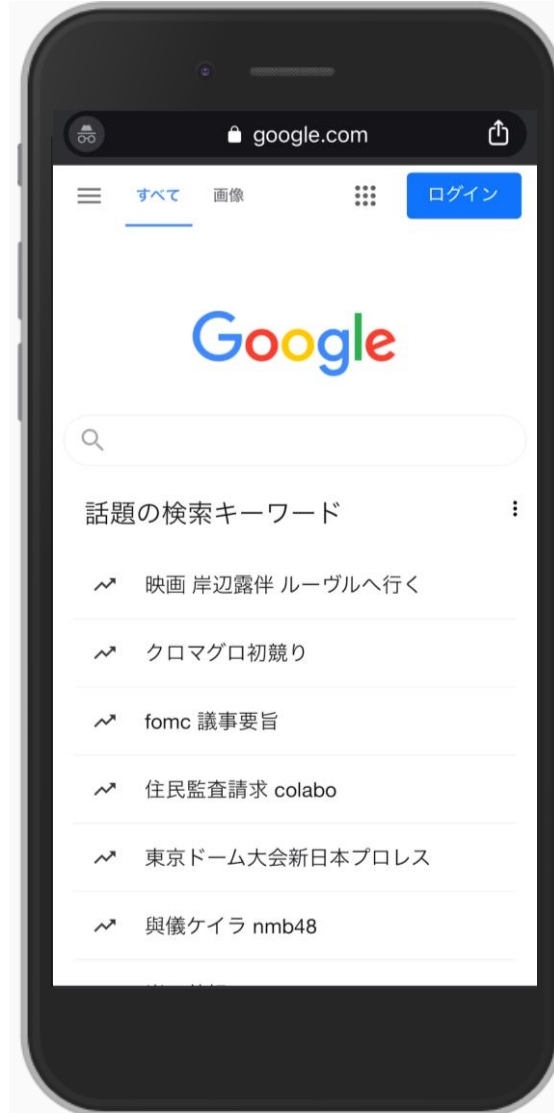 google.com
すべて 画像 ログイン
Google
話題の検索キーワード
映画 岸辺露伴 ルーヴルへ行く
クロマグロ初競り
fomc 議事要旨
住民監査請求 colabo
東京ドーム大会新日本プロレス
與儀ケイラ nmb48